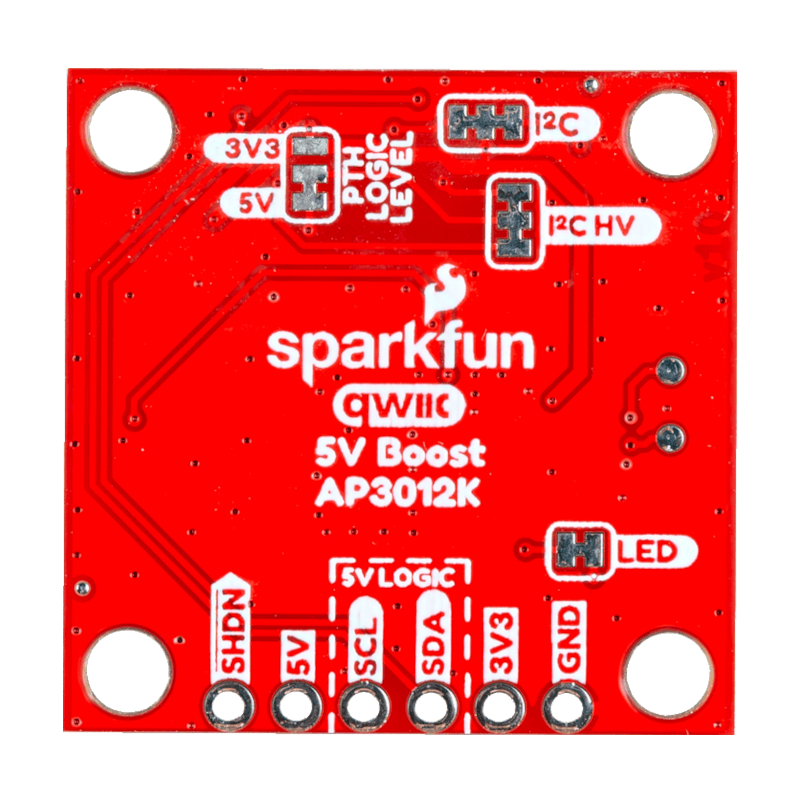 I²C
3V3
5V
PTH
LOGIC
LEVEL
I²C HV
v10
sparkfun
qwiic
5V Boost
AP3012K
LED
5V LOGIC
SHDN
5V
SCL
SDA
3V3
GND